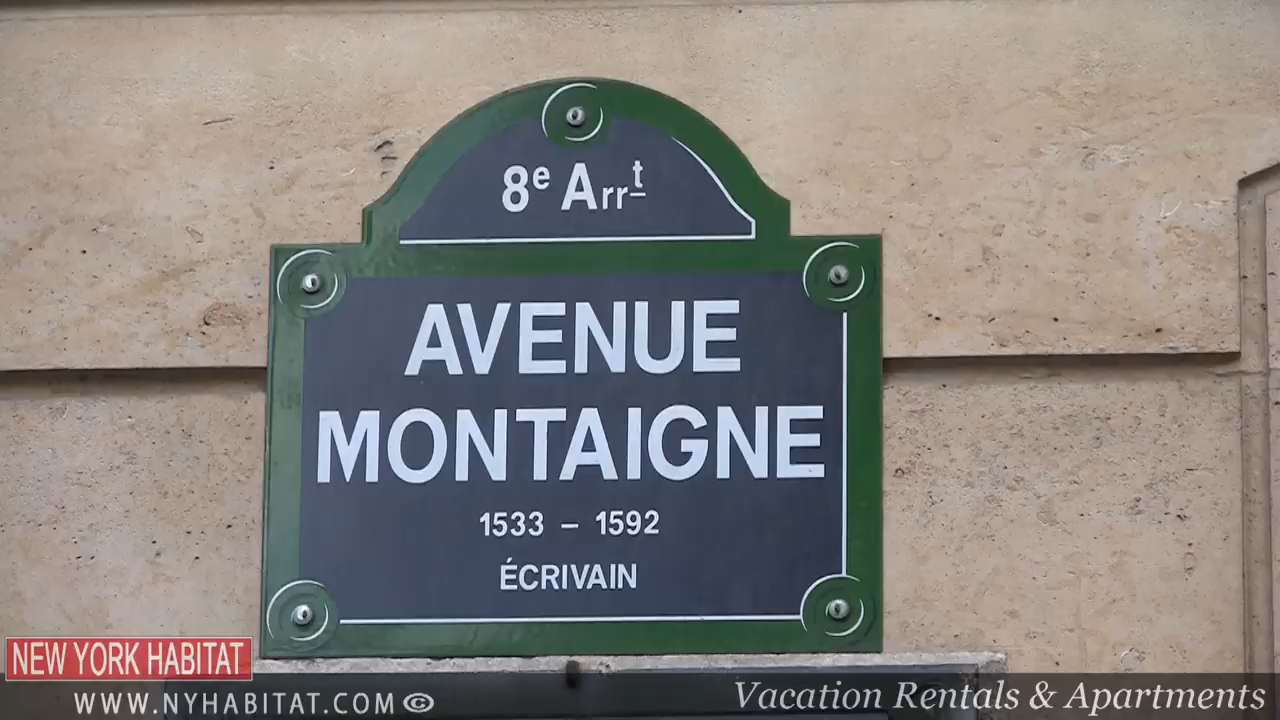 8e Arrt
AVENUE
MONTAIGNE
1533 – 1592
ÉCRIVAIN
NEW YORK HABITAT
WWW.NYHABITAT.COM ©
Vacation Rentals & Apartments